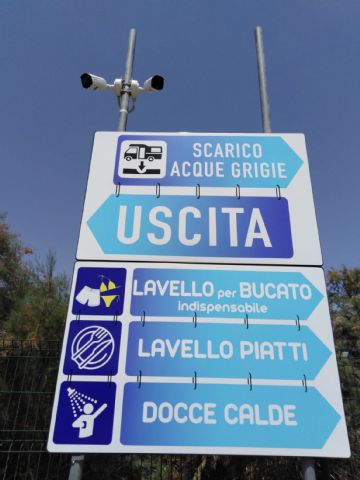 SCARICO
ACQUE GRIGIE
USCITA
LAVELLO per BUCATO
indispensabile
LAVELLO PIATTI
DOCCE CALDE